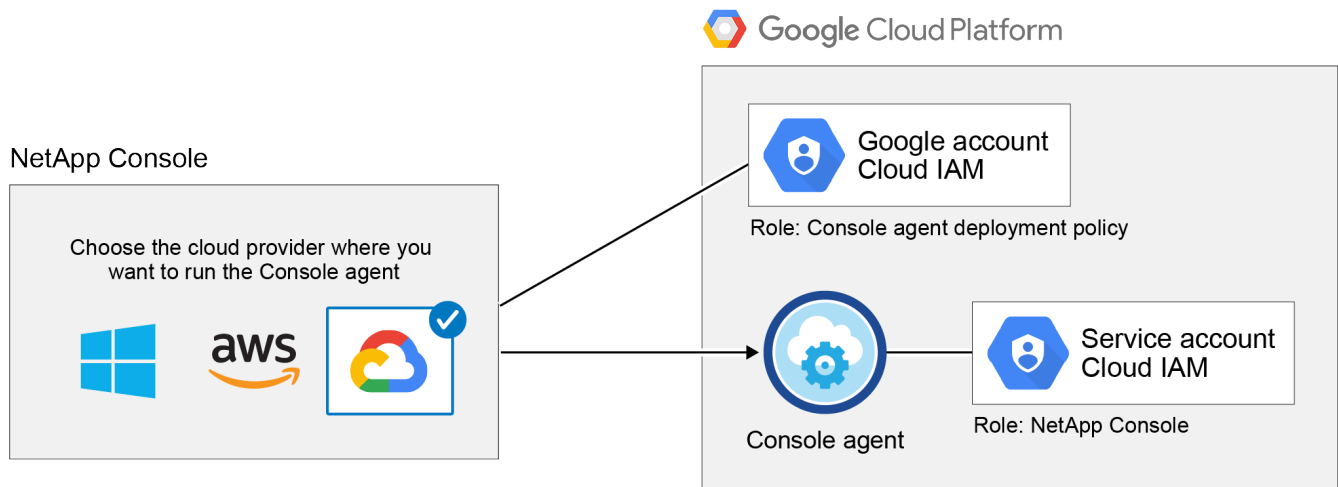 Google Cloud Platform
NetApp Console
Choose the cloud provider where you
want to run the Console agent
aws
Google account
Cloud IAM
Role: Console agent deployment policy
Console agent
Service account
Cloud IAM
Role: NetApp Console